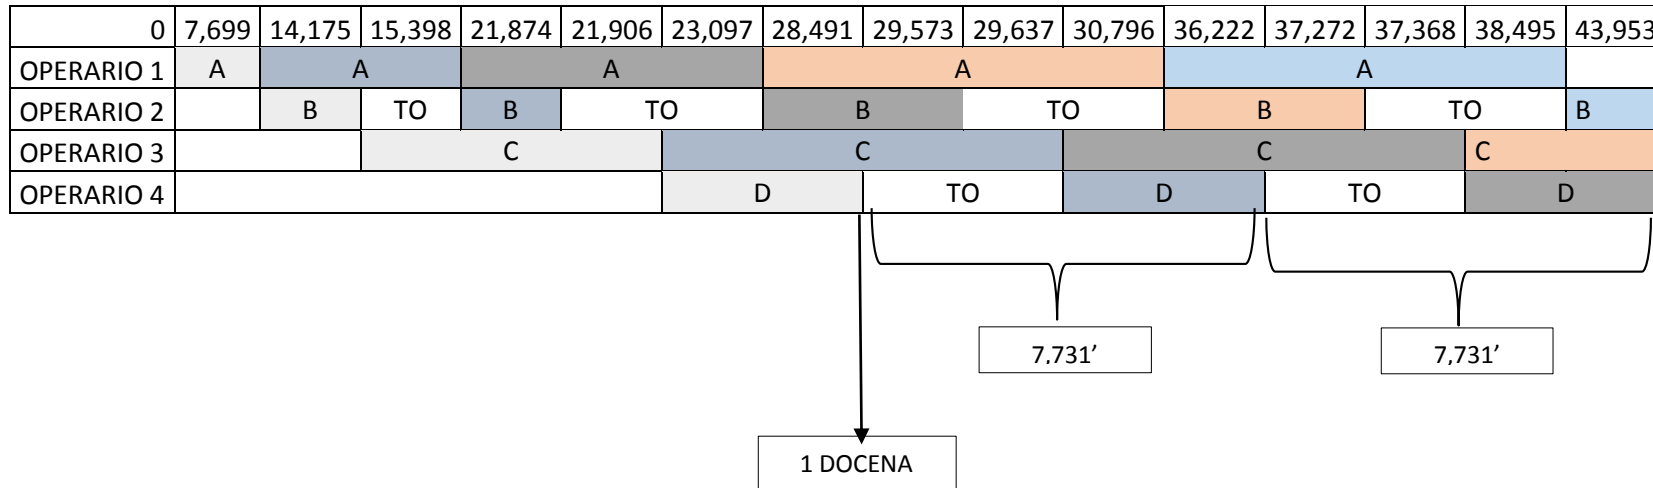 0 7,699 14,175 15,398 21,874 21,906 23,097 28,491 29,573 29,637 30,796 36,222 37,272 37,368 38,495 43,953
OPERARIO 1 A A A A A
OPERARIO 2 B TO B TO B TO B TO B
OPERARIO 3 C C C C
OPERARIO 4 D TO D TO D
7,731’ 7,731’
1 DOCENA